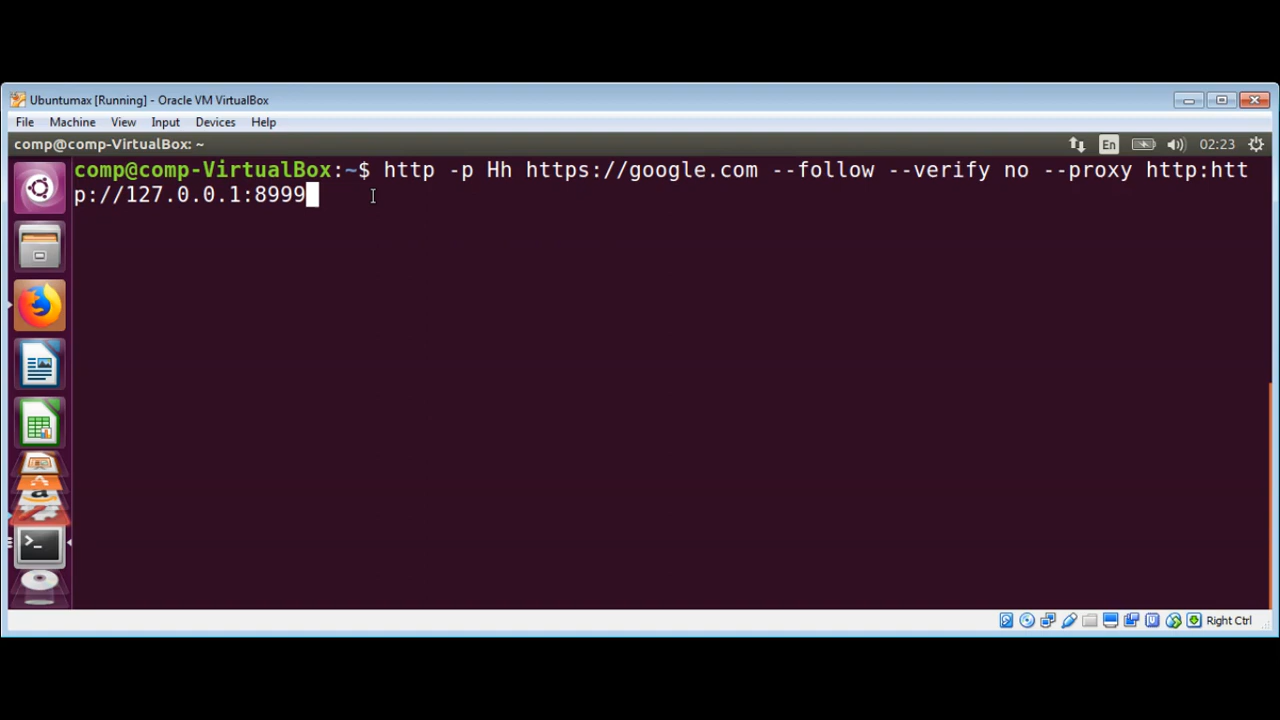 Ubuntumax [Running] - Oracle VM VirtualBox
File Machine View Input Devices Help
comp@comp-VirtualBox: ~ En 02:23
comp@comp-VirtualBox:~$ http -p Hh https://google.com --follow --verify no --proxy http:htt
p://127.0.0.1:8999
Right Ctrl